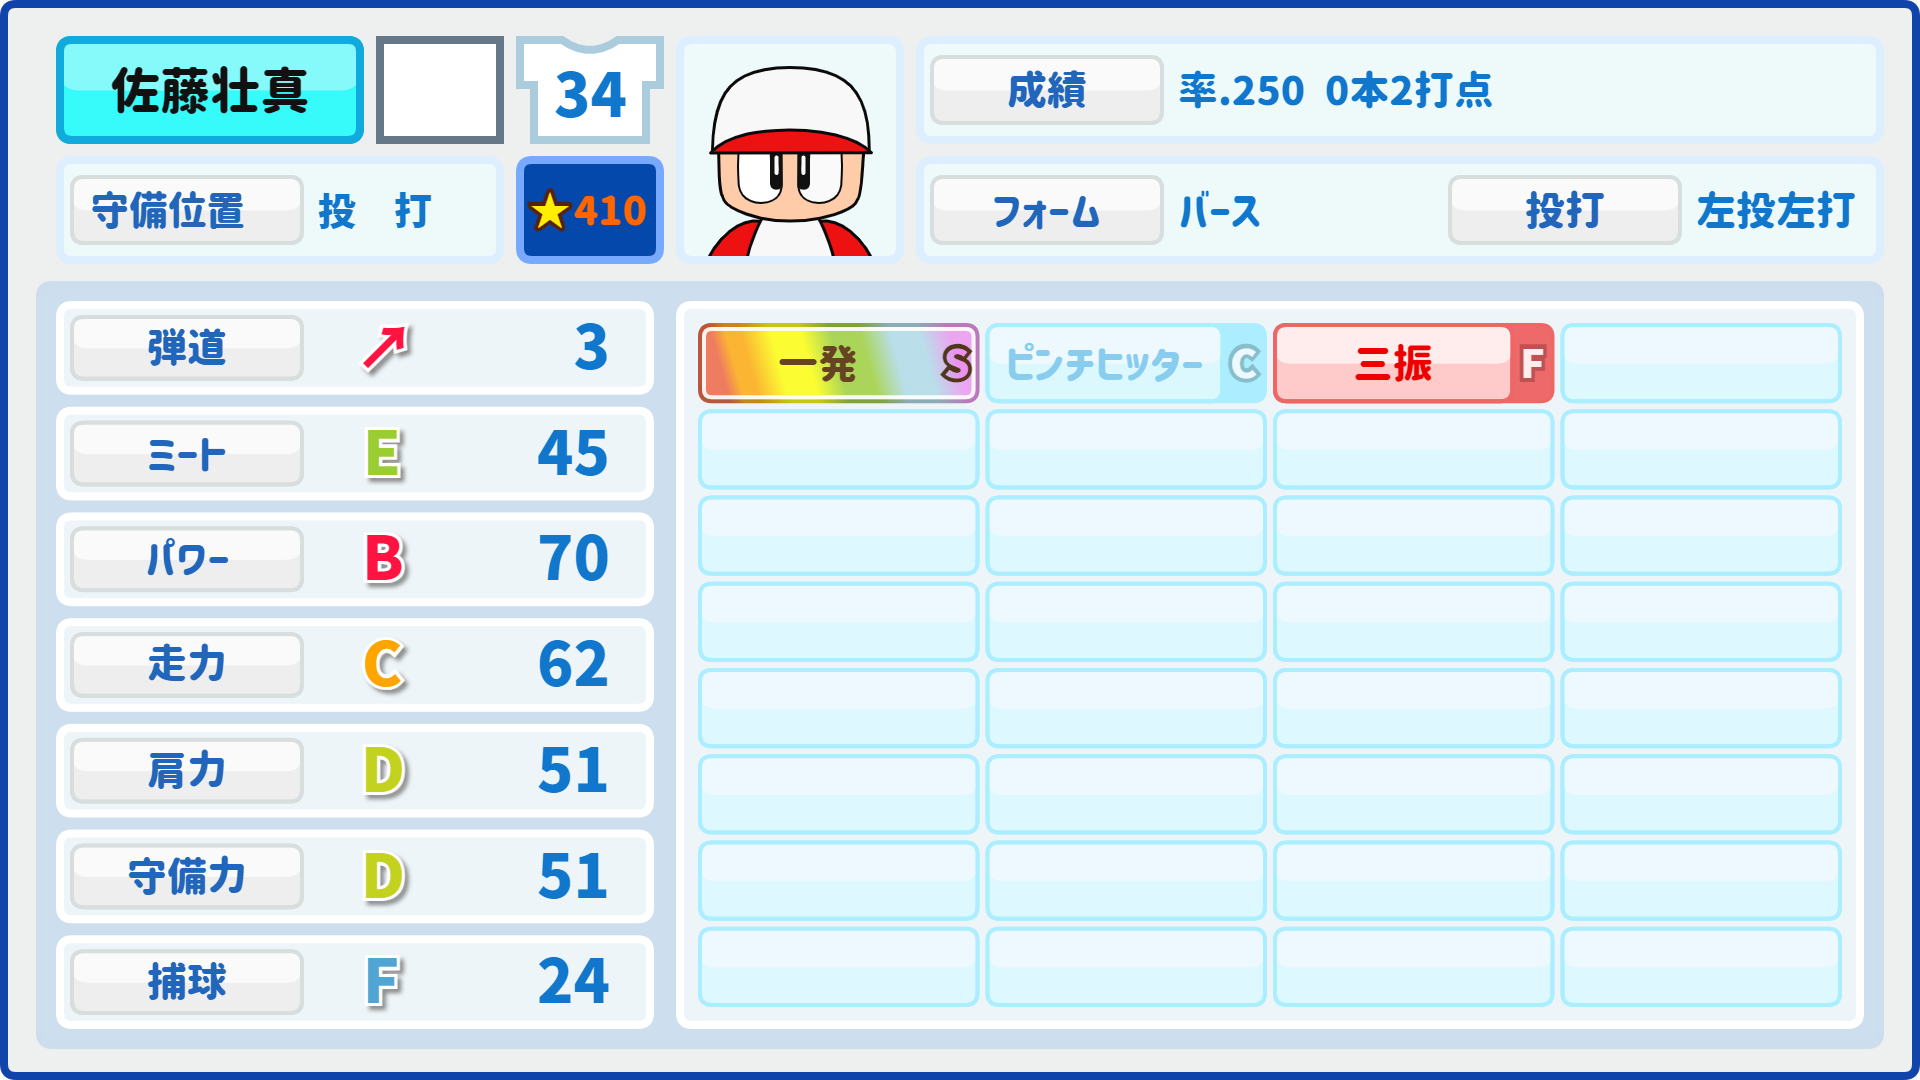 佐藤壮真
34
成績 率.250 0本2打点
守備位置 投 打
★410
フォーム バース 投打 左投左打
弾道 3
ミート E 45
パワー B 70
走力 C 62
肩力 D 51
守備力 D 51
捕球 F 24
一発 S ピンチヒッター C 三振 F